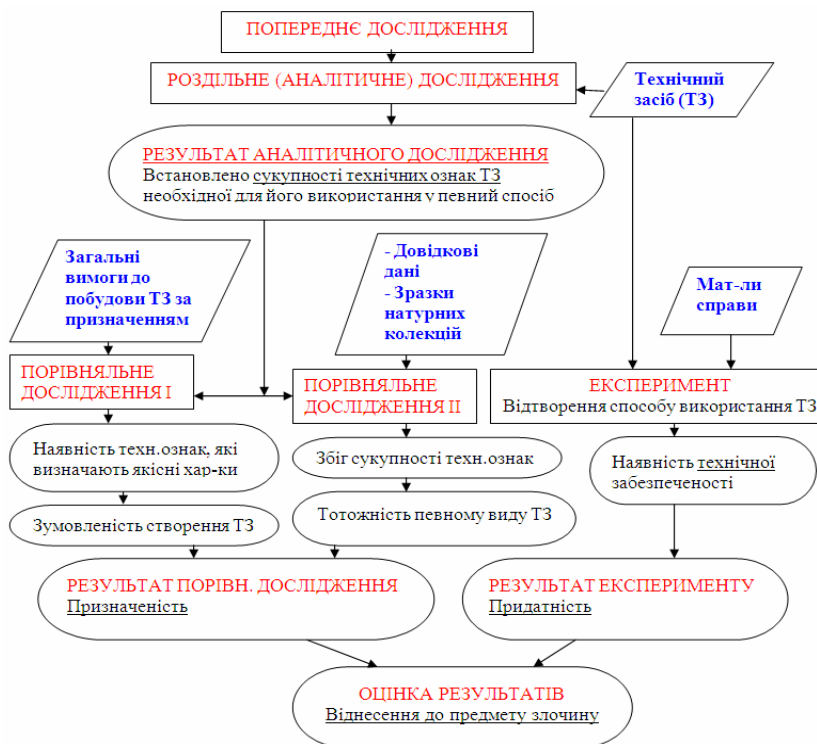 ПОПЕРЕДНЄ ДОСЛІДЖЕННЯ
РОЗДІЛЬНЕ (АНАЛІТИЧНЕ) ДОСЛІДЖЕННЯ
Технічний
засіб (ТЗ)
РЕЗУЛЬТАТ АНАЛІТИЧНОГО ДОСЛІДЖЕННЯ
Встановлено сукупності технічних ознак ТЗ
необхідної для його використання у певний спосіб
Загальні
вимоги до
побудови ТЗ за
призначенням
- Довідкові
дані
- Зразки
натурних
колекцій
Мат-ли
справи
ПОРІВНЯЛЬНЕ
ДОСЛІДЖЕННЯ І
ПОРІВНЯЛЬНЕ
ДОСЛІДЖЕННЯ ІІ
ЕКСПЕРИМЕНТ
Відтворення способу використання ТЗ
Наявність техн. ознак, які
визначають якісні хар-ки
Збіг сукупності техн. ознак
Наявність технічної
забезпеченості
Зумовленість створення ТЗ
Тотожність певному виду ТЗ
РЕЗУЛЬТАТ ПОРІВН. ДОСЛІДЖЕННЯ
Призначеність
РЕЗУЛЬТАТ ЕКСПЕРИМЕНТУ
Придатність
ОЦІНКА РЕЗУЛЬТАТІВ
Віднесення до предмету злочину